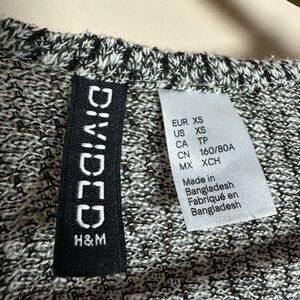 DIVIDED
H&M
EUR XS
US XS
CA TP
CN 160/80A
MX XCH
Made in
Bangladesh
Fabriqué en
Bangladesh